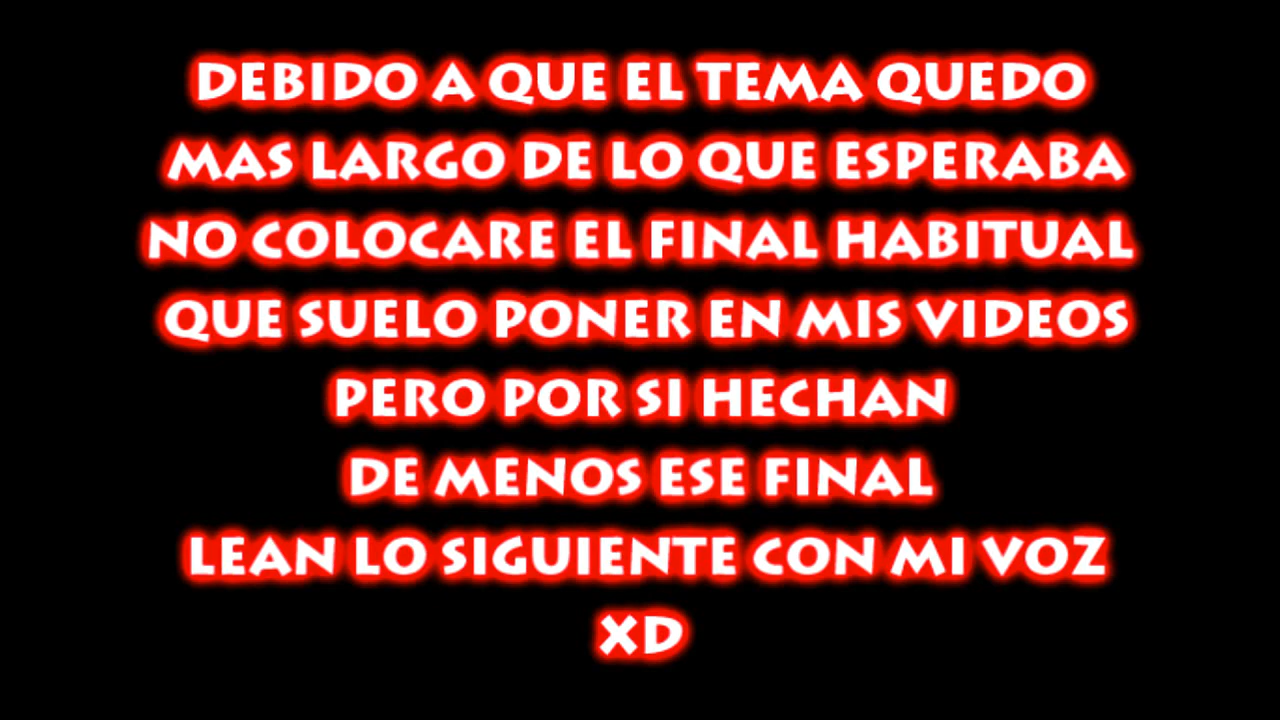 DEBIDO A QUE EL TEMA QUEDO
MAS LARGO DE LO QUE ESPERABA
NO COLOCARE EL FINAL HABITUAL
QUE SUELO PONER EN MIS VIDEOS
PERO POR SI HECHAN
DE MENOS ESE FINAL
LEAN LO SIGUIENTE CON MI VOZ
XD